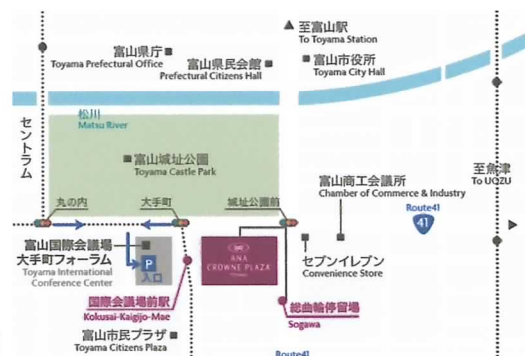 至富山駅
To Toyama Station
富山県庁
Toyama Prefectural Office
富山県民会館
Prefectural Citizens Hall
富山市役所
Toyama City Hall
セントラム
松川
Matsu River
富山城址公園
Toyama Castle Park
至魚津
To UOZU
富山商工会議所
Chamber of Commerce & Industry
丸の内
大手町
城址公園前
Route41
41
富山国際会議場
大手町フォーラム
Toyama International
Conference Center
P
入口
ANA
CROWNE PLAZA
セブンイレブン
Convenience Store
国際会議場前駅
Kokusai-Kaigijo-Mae
総曲輪停留場
Sogawa
富山市民プラザ
Toyama Citizens Plaza
Route41